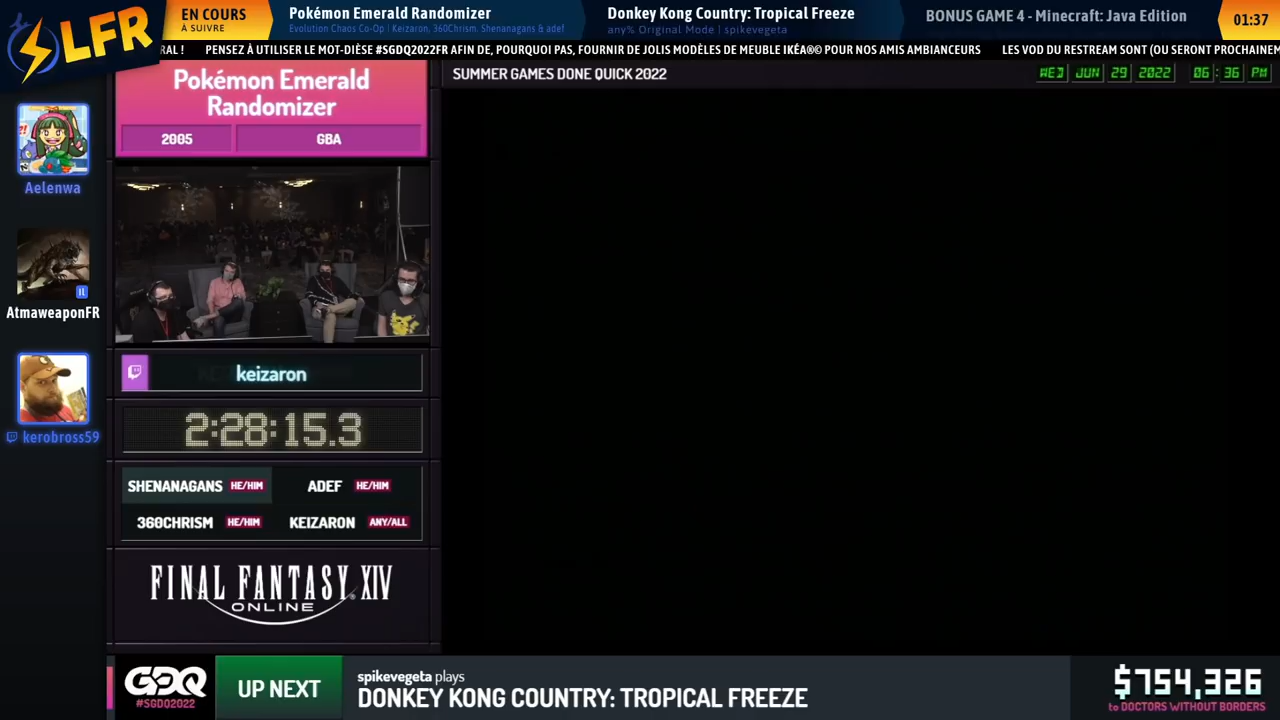 LFR
EN COURS
À SUIVRE
Pokémon Emerald Randomizer
Evolution Chaos Co-Op | Keizaron, 360Chrism, Shenanagans & adef
Donkey Kong Country: Tropical Freeze
any% Original Mode | spikevegeta
BONUS GAME 4 - Minecraft: Java Edition
01:37
RAL ! PENSEZ À UTILISER LE MOT-DIÈSE #SGDQ2022FR AFIN DE, POURQUOI PAS, FOURNIR DE JOLIS MODÈLES DE MEUBLE IKÉA®© POUR NOS AMIS AMBIANCEURS LES VOD DU RESTREAM SONT (OU SERONT PROCHAINEM
Pokémon Emerald
Randomizer
2005 GBA
SUMMER GAMES DONE QUICK 2022
WED JUN 29 2022 06:36 PM
Aelenwa
AtmaweaponFR
kerobross59
keizaron
2:28:15.3
SHENANAGANS HE/HIM ADEF HE/HIM
360CHRISM HE/HIM KEIZARON ANY/ALL
FINAL FANTASY XIV
ONLINE
GDQ
#SGDQ2022
UP NEXT
spikevegeta plays
DONKEY KONG COUNTRY: TROPICAL FREEZE
$754,326
to DOCTORS WITHOUT BORDERS